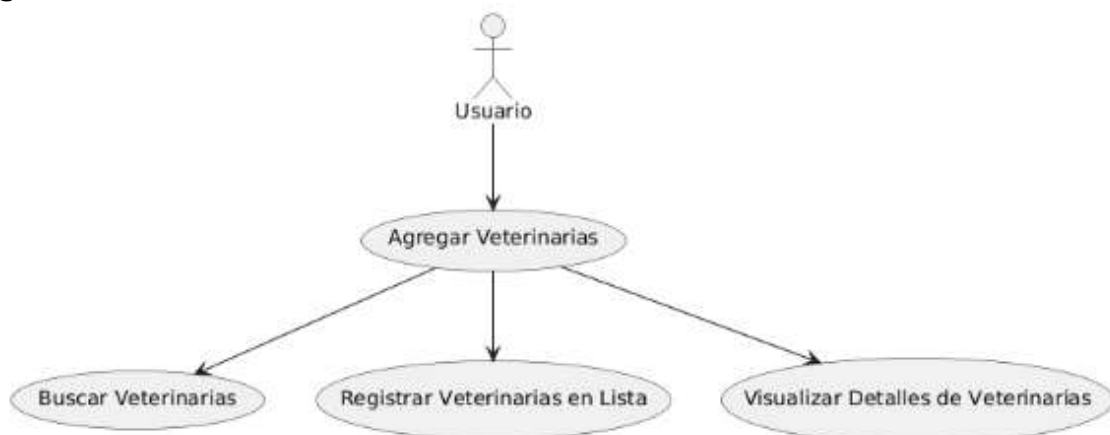 Usuario
Agregar Veterinarias
Buscar Veterinarias
Registrar Veterinarias en Lista
Visualizar Detalles de Veterinarias